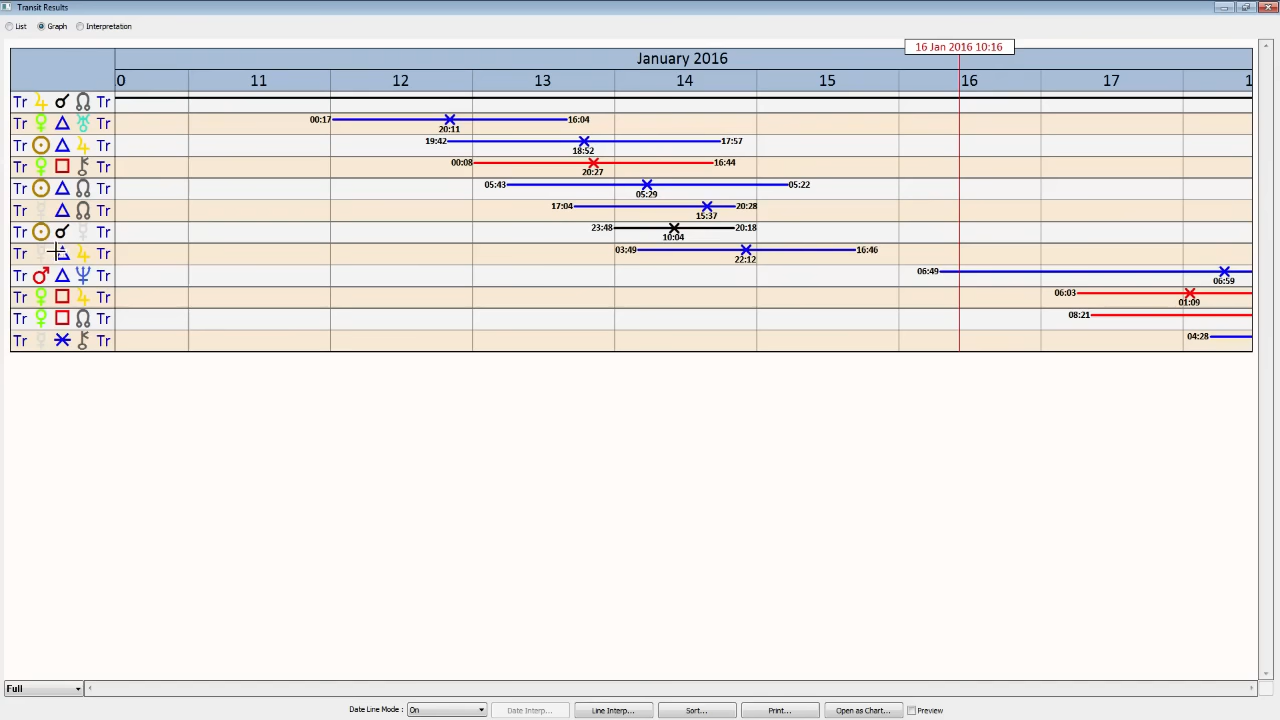 Transit Results
List Graph Interpretation
16 Jan 2016 10:16
January 2016
0 11 12 13 14 15 16 17 1
Tr ♃ ☌ ☊ Tr
Tr ♀ △ ♅ Tr 00:17 20:11 16:04
Tr ☉ △ ♃ Tr 19:42 18:52 17:57
Tr ♀ □ ⚷ Tr 00:08 20:27 16:44
Tr ☉ △ ☊ Tr 05:43 05:29 05:22
Tr ☿ △ ☊ Tr 17:04 15:37 20:28
Tr ☉ ☌ ☿ Tr 23:48 10:04 20:18
Tr ☿ △ ♃ Tr 03:49 22:12 16:46
Tr ♂ △ ♆ Tr 06:49 06:59
Tr ♀ □ ♃ Tr 06:03 01:09
Tr ♀ □ ☊ Tr 08:21
Tr ☿ ⚹ ⚷ Tr 04:28
Full
Date Line Mode : On Date Interp... Line Interp... Sort... Print... Open as Chart... Preview